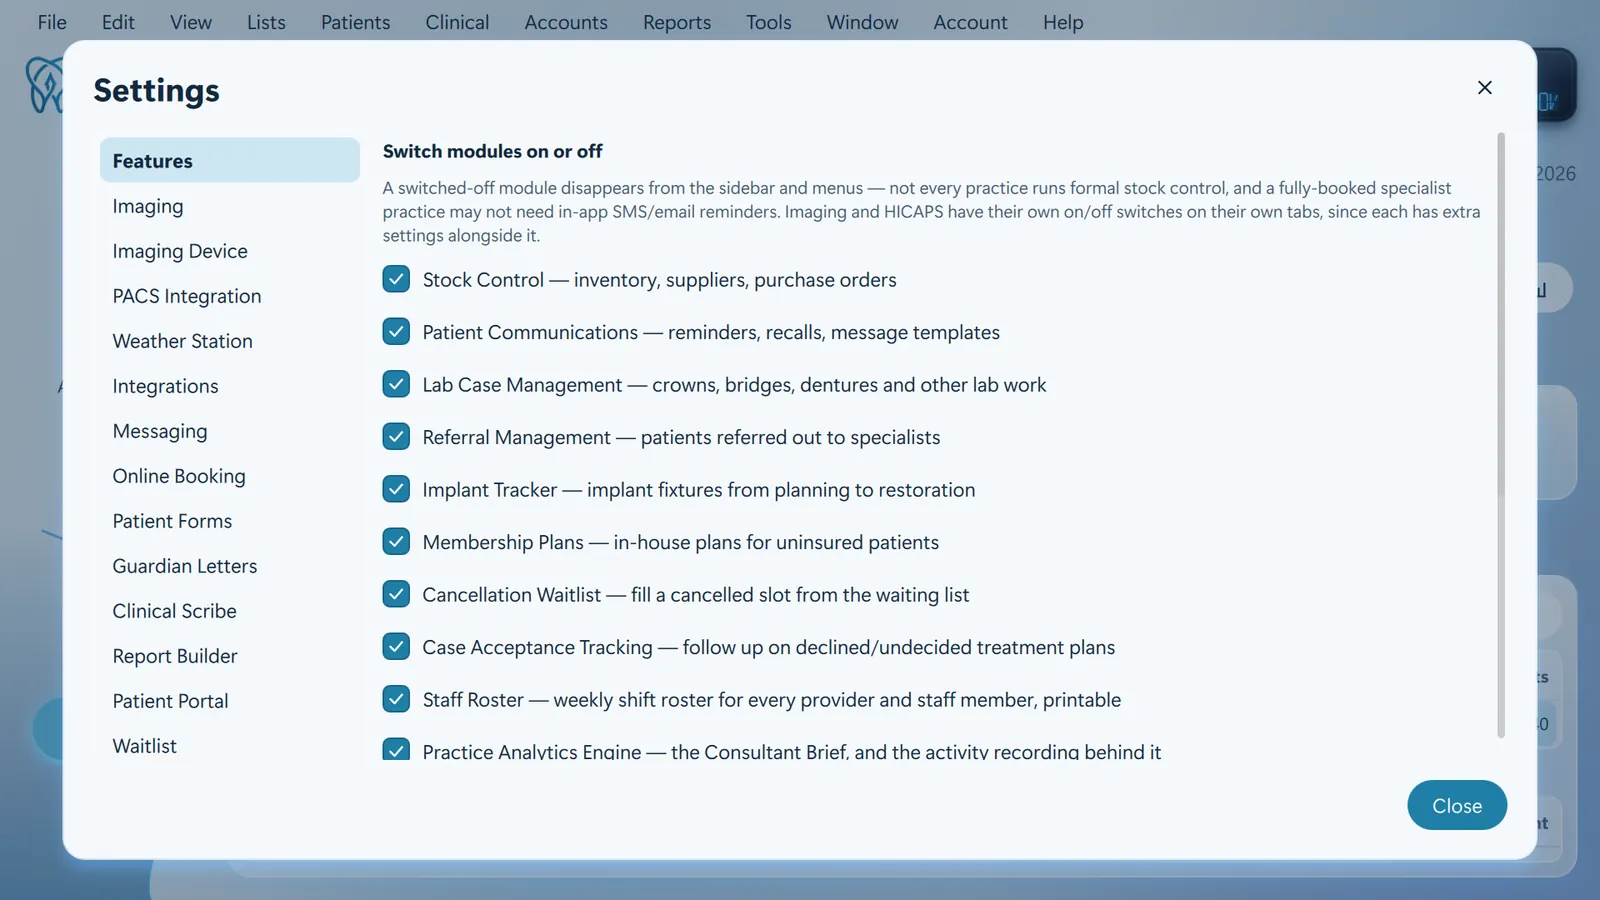 File Edit View Lists Patients Clinical Accounts Reports Tools Window Account Help
Settings
Features
Imaging
Imaging Device
PACS Integration
Weather Station
Integrations
Messaging
Online Booking
Patient Forms
Guardian Letters
Clinical Scribe
Report Builder
Patient Portal
Waitlist
Switch modules on or off
A switched-off module disappears from the sidebar and menus — not every practice runs formal stock control, and a fully-booked specialist
practice may not need in-app SMS/email reminders. Imaging and HICAPS have their own on/off switches on their own tabs, since each has extra
settings alongside it.
Stock Control — inventory, suppliers, purchase orders
Patient Communications — reminders, recalls, message templates
Lab Case Management — crowns, bridges, dentures and other lab work
Referral Management — patients referred out to specialists
Implant Tracker — implant fixtures from planning to restoration
Membership Plans — in-house plans for uninsured patients
Cancellation Waitlist — fill a cancelled slot from the waiting list
Case Acceptance Tracking — follow up on declined/undecided treatment plans
Staff Roster — weekly shift roster for every provider and staff member, printable
Practice Analytics Engine — the Consultant Brief, and the activity recording behind it
Close
2026